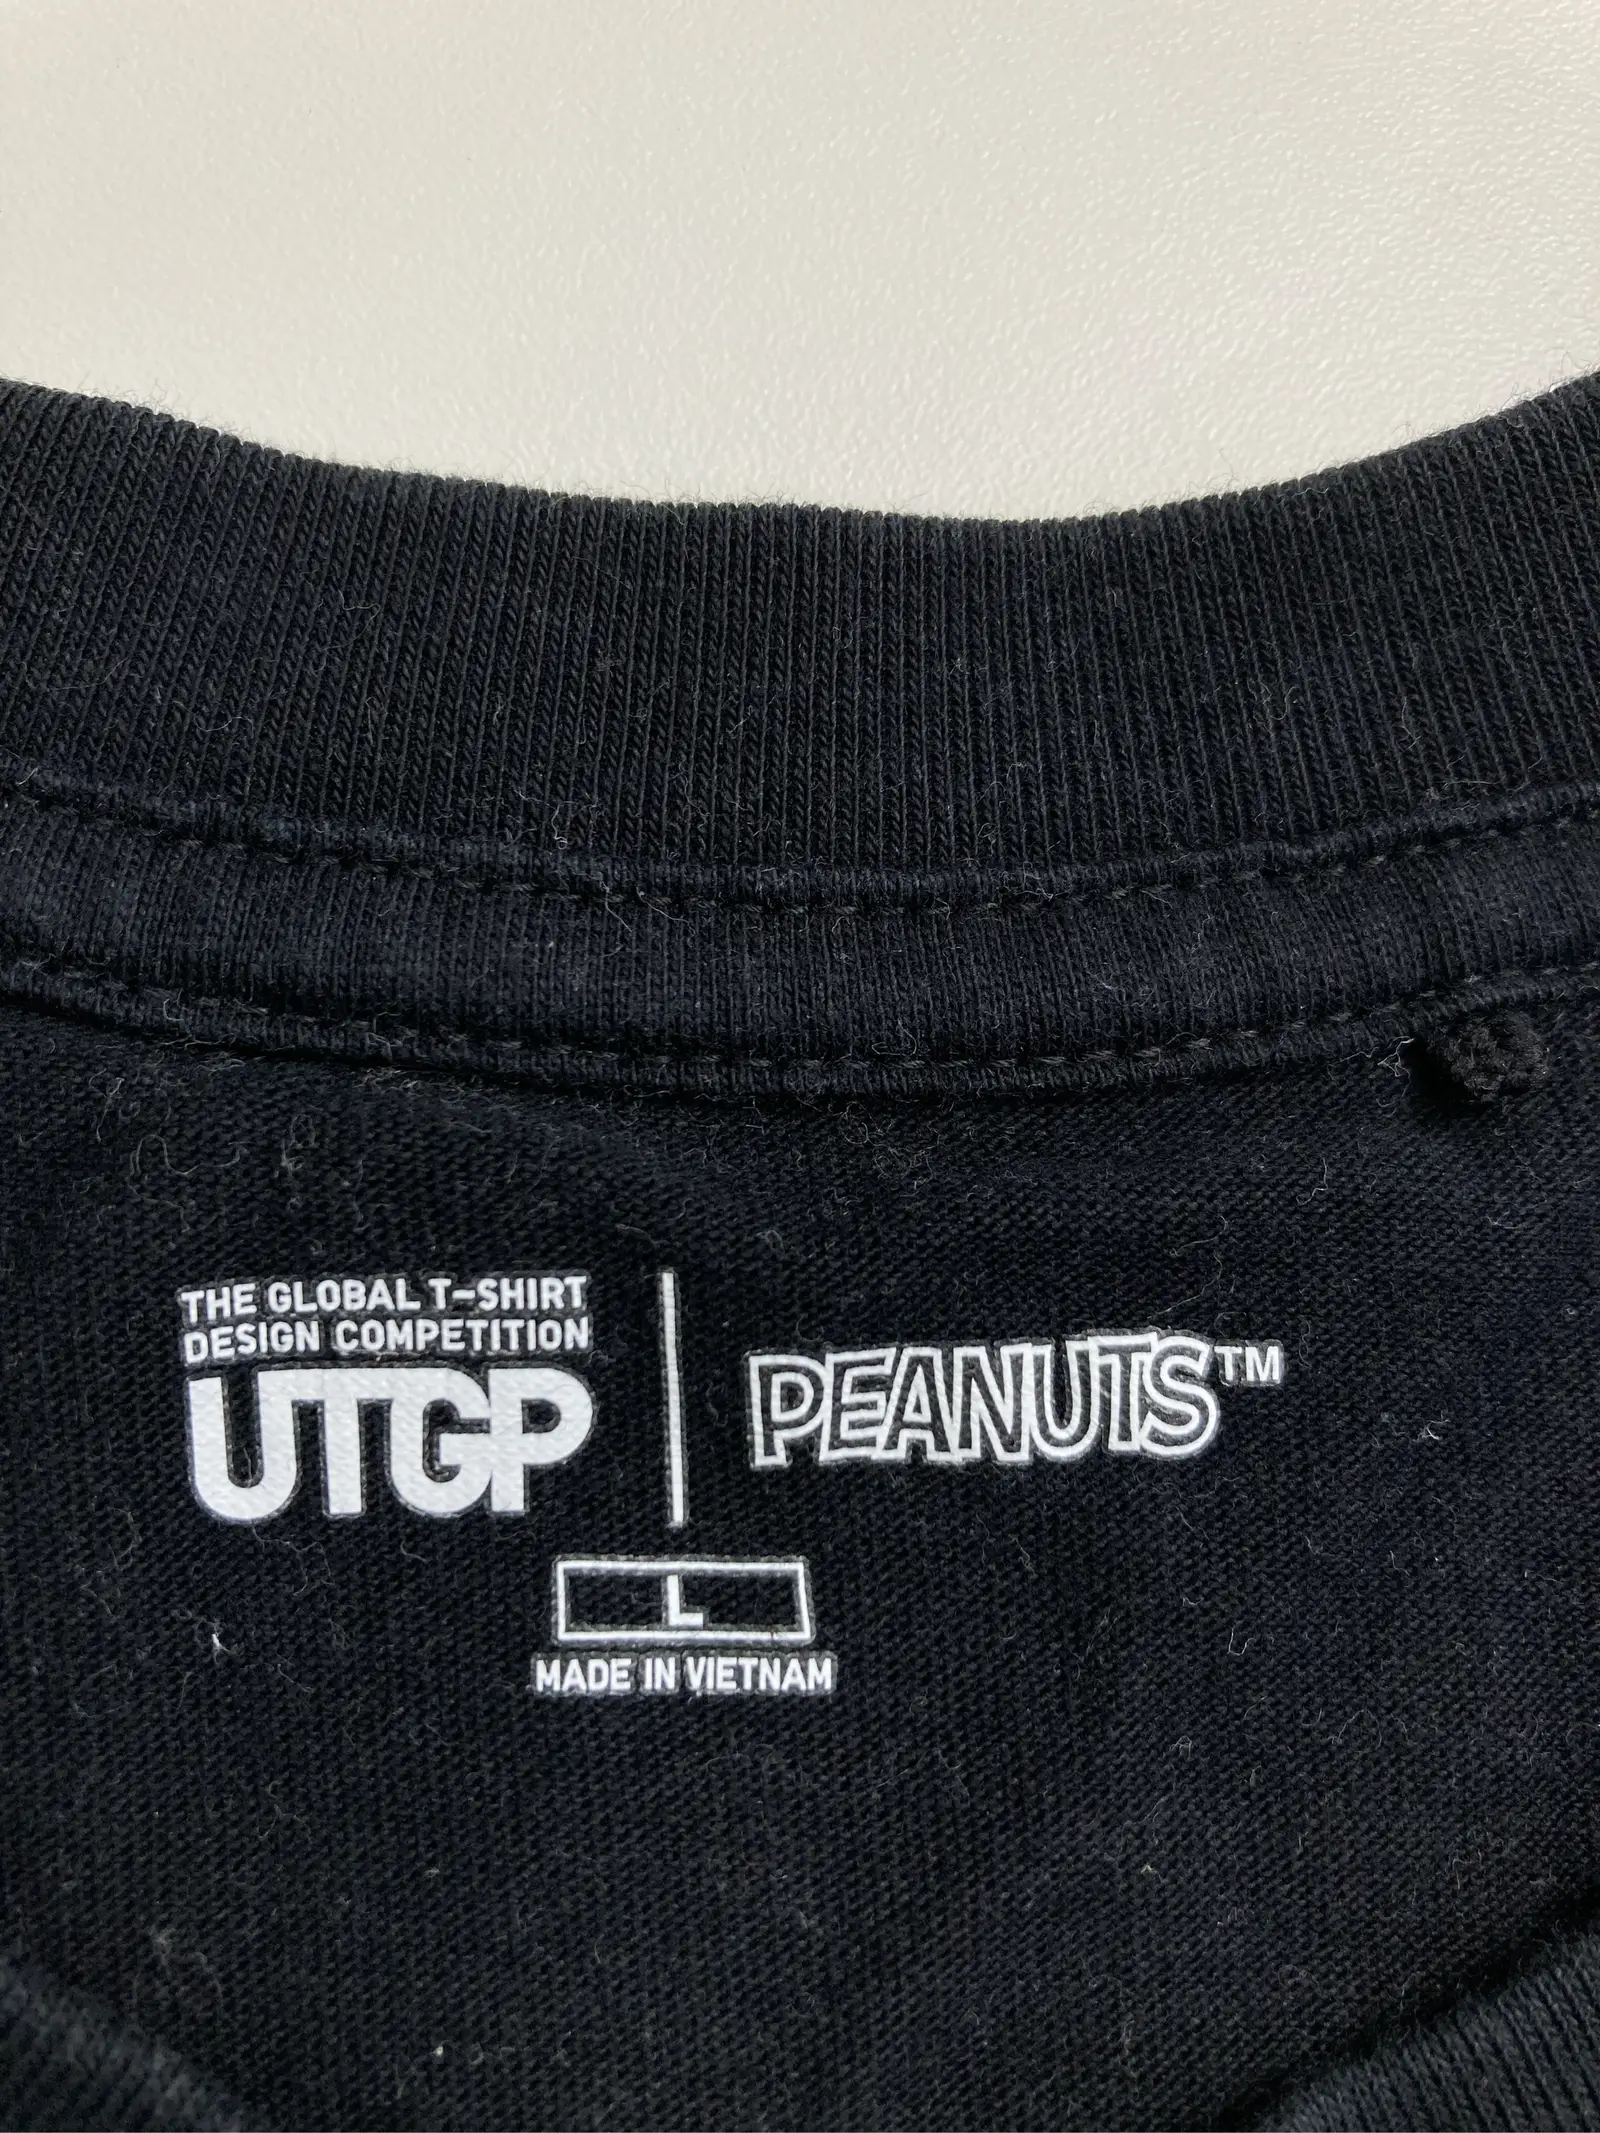 THE GLOBAL T-SHIRT
DESIGN COMPETITION
UTGP
PEANUTS™
L
MADE IN VIETNAM